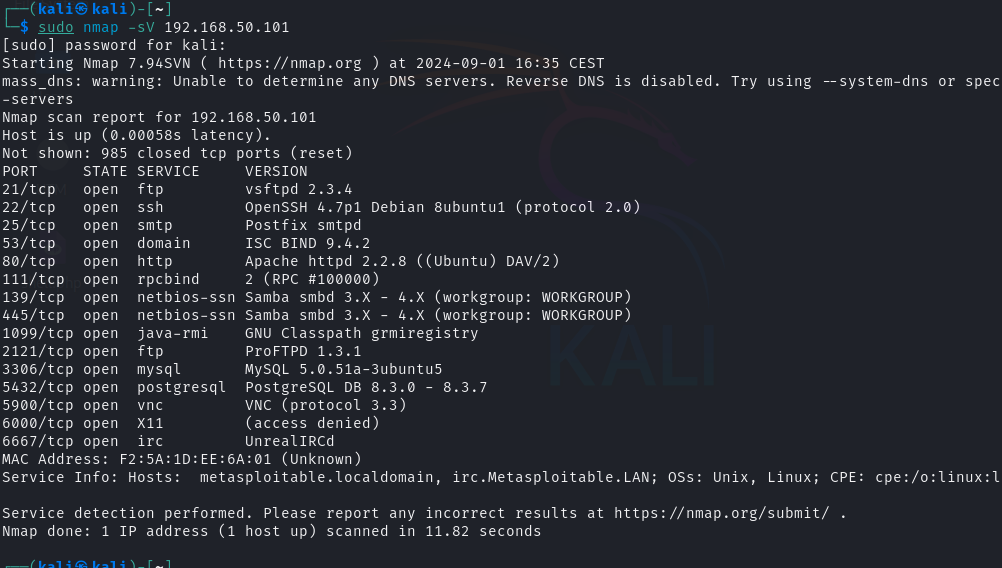 ┌──(kali㉿kali)-[~]
└─$ sudo nmap -sV 192.168.50.101
[sudo] password for kali:
Starting Nmap 7.94SVN ( https://nmap.org ) at 2024-09-01 16:35 CEST
mass_dns: warning: Unable to determine any DNS servers. Reverse DNS is disabled. Try using --system-dns or spec
-servers
Nmap scan report for 192.168.50.101
Host is up (0.00058s latency).
Not shown: 985 closed tcp ports (reset)
PORT     STATE SERVICE     VERSION
21/tcp   open  ftp         vsftpd 2.3.4
22/tcp   open  ssh         OpenSSH 4.7p1 Debian 8ubuntu1 (protocol 2.0)
25/tcp   open  smtp        Postfix smtpd
53/tcp   open  domain      ISC BIND 9.4.2
80/tcp   open  http        Apache httpd 2.2.8 ((Ubuntu) DAV/2)
111/tcp  open  rpcbind     2 (RPC #100000)
139/tcp  open  netbios-ssn Samba smbd 3.X - 4.X (workgroup: WORKGROUP)
445/tcp  open  netbios-ssn Samba smbd 3.X - 4.X (workgroup: WORKGROUP)
1099/tcp open  java-rmi    GNU Classpath grmiregistry
2121/tcp open  ftp         ProFTPD 1.3.1
3306/tcp open  mysql       MySQL 5.0.51a-3ubuntu5
5432/tcp open  postgresql  PostgreSQL DB 8.3.0 - 8.3.7
5900/tcp open  vnc         VNC (protocol 3.3)
6000/tcp open  X11         (access denied)
6667/tcp open  irc         UnrealIRCd
MAC Address: F2:5A:1D:EE:6A:01 (Unknown)
Service Info: Hosts:  metasploitable.localdomain, irc.Metasploitable.LAN; OSs: Unix, Linux; CPE: cpe:/o:linux:l

Service detection performed. Please report any incorrect results at https://nmap.org/submit/ .
Nmap done: 1 IP address (1 host up) scanned in 11.82 seconds

┌──(kali㉿kali)-[~]
KALI